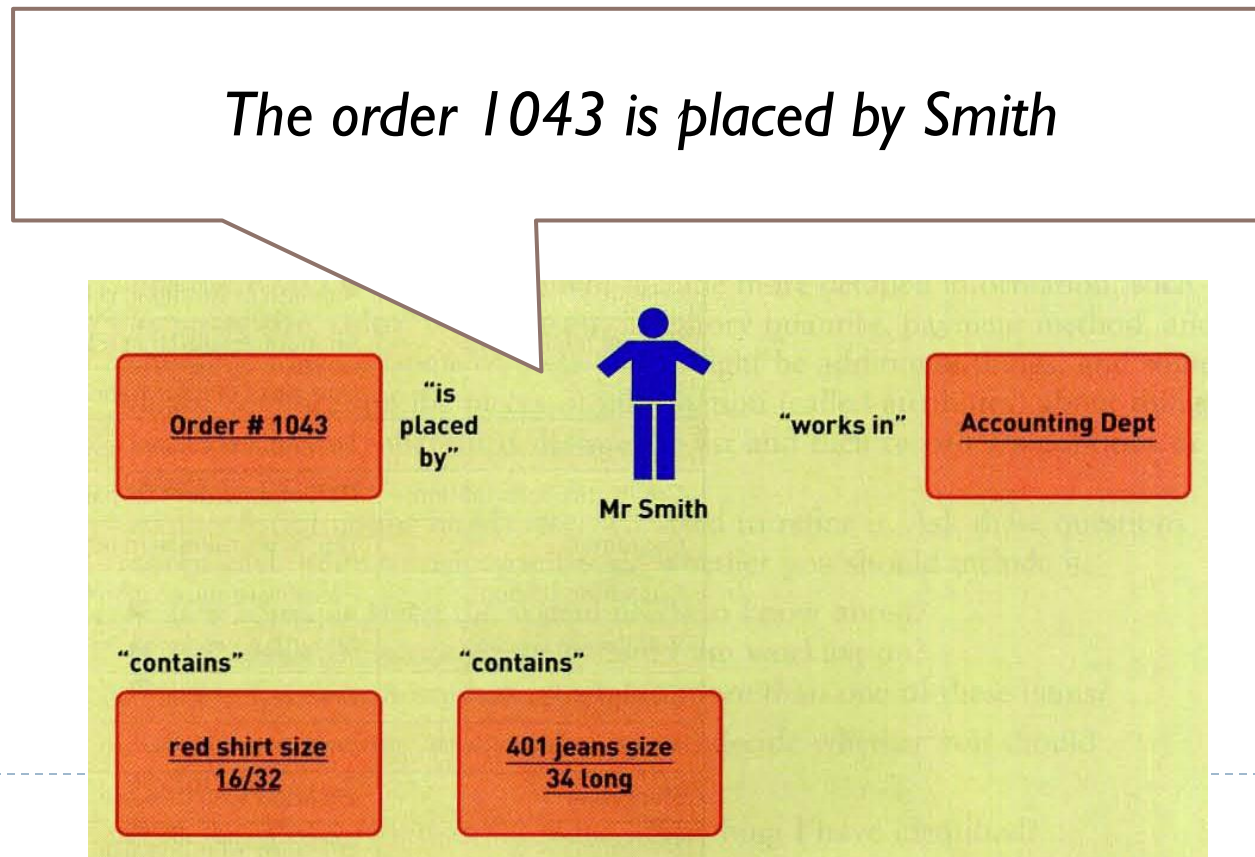 The order 1043 is placed by Smith
Order # 1043
“is
placed
by”
Mr Smith
“works in”
Accounting Dept
“contains”
red shirt size
16/32
“contains”
401 jeans size
34 long